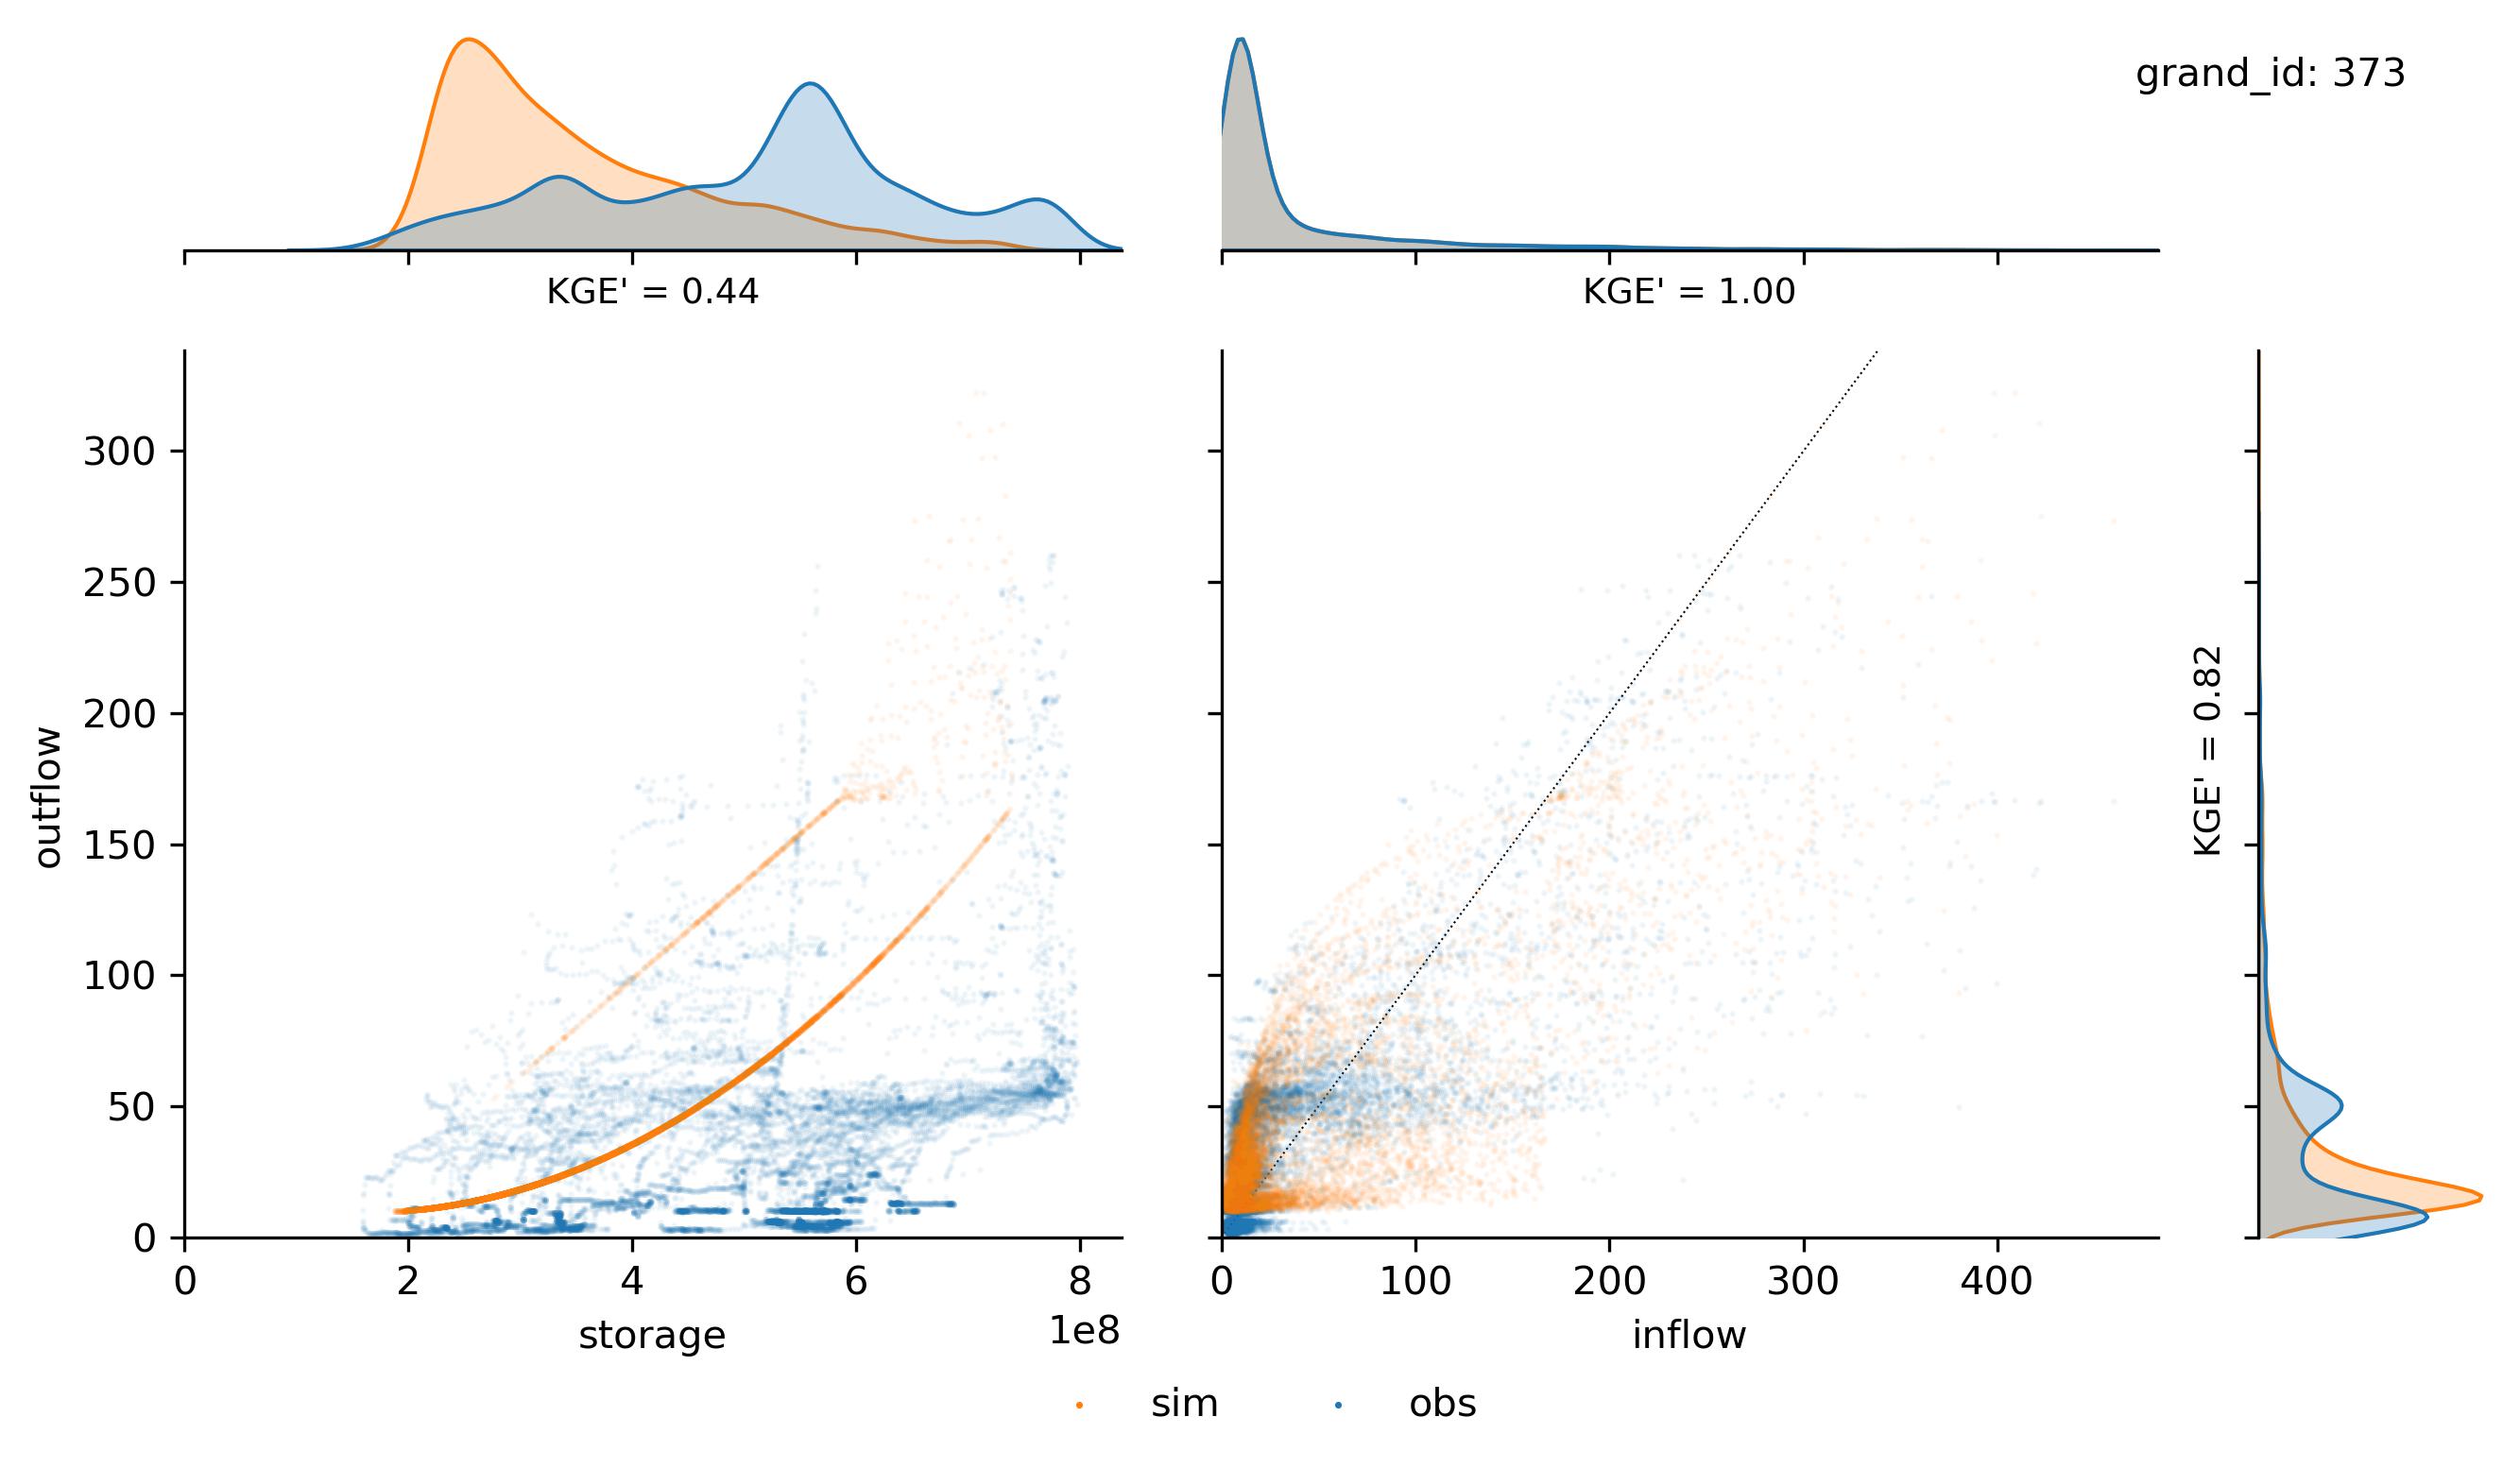 grand_id: 373
KGE' = 0.44
KGE' = 1.00
outflow
300
250
200
150
100
50
0
KGE' = 0.82
0 2 4 6 8
1e8
storage
0 100 200 300 400
inflow
sim obs